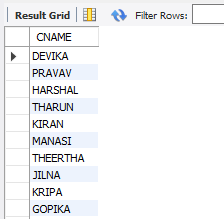 Result Grid Filter Rows:
CNAME
DEVIKA
PRAVAV
HARSHAL
THARUN
KIRAN
MANASI
THEERTHA
JILNA
KRIPA
GOPIKA